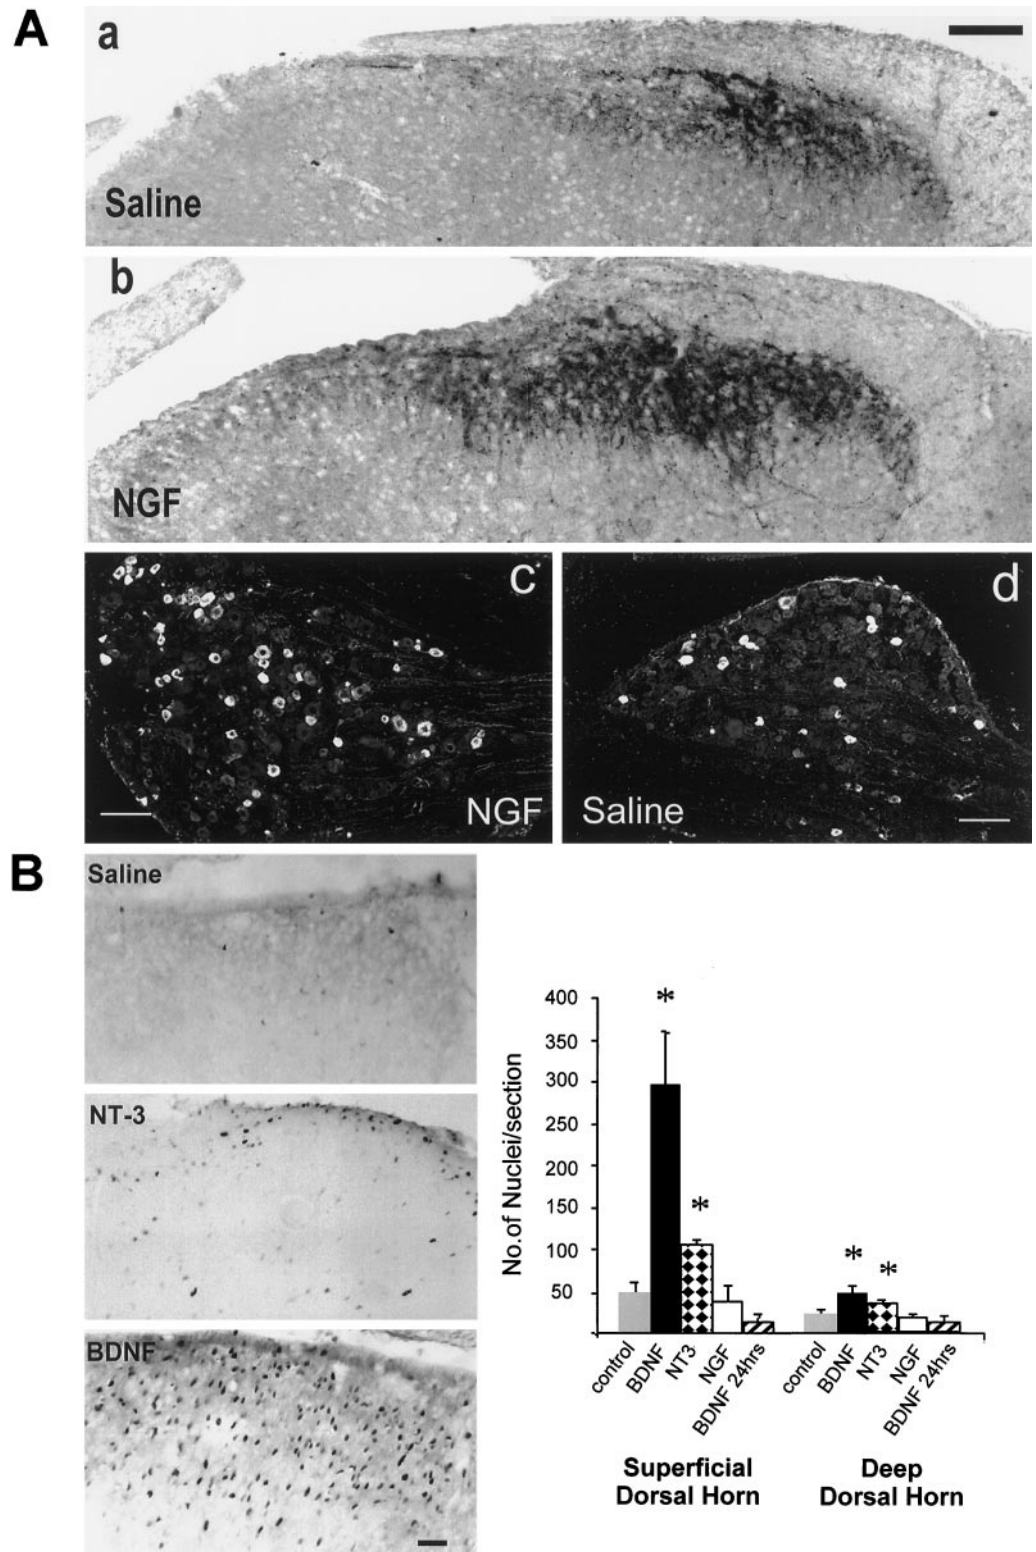 A
a
Saline
b
NGF
c
NGF
d
Saline
B
Saline
NT-3
BDNF
No.of Nuclei/section
400
350
300
250
200
150
100
50
*
*
*
*
control
BDNF
NT3
NGF
BDNF 24hrs
control
BDNF
NT3
NGF
BDNF 24hrs
Superficial
Dorsal Horn
Deep
Dorsal Horn